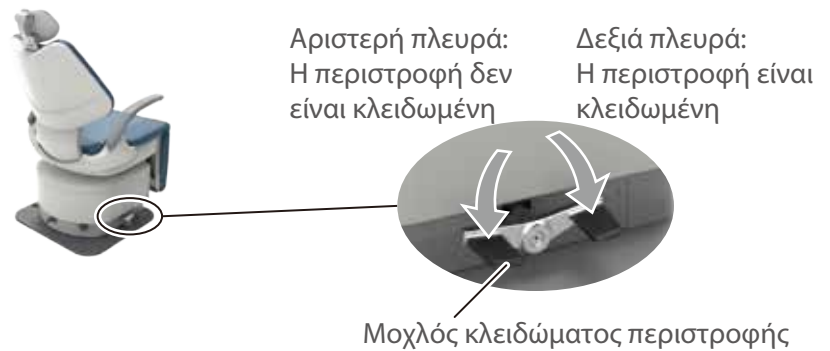 Αριστερή πλευρά:
Η περιστροφή δεν
είναι κλειδωμένη
Δεξιά πλευρά:
Η περιστροφή είναι
κλειδωμένη
Μοχλός κλειδώματος περιστροφής